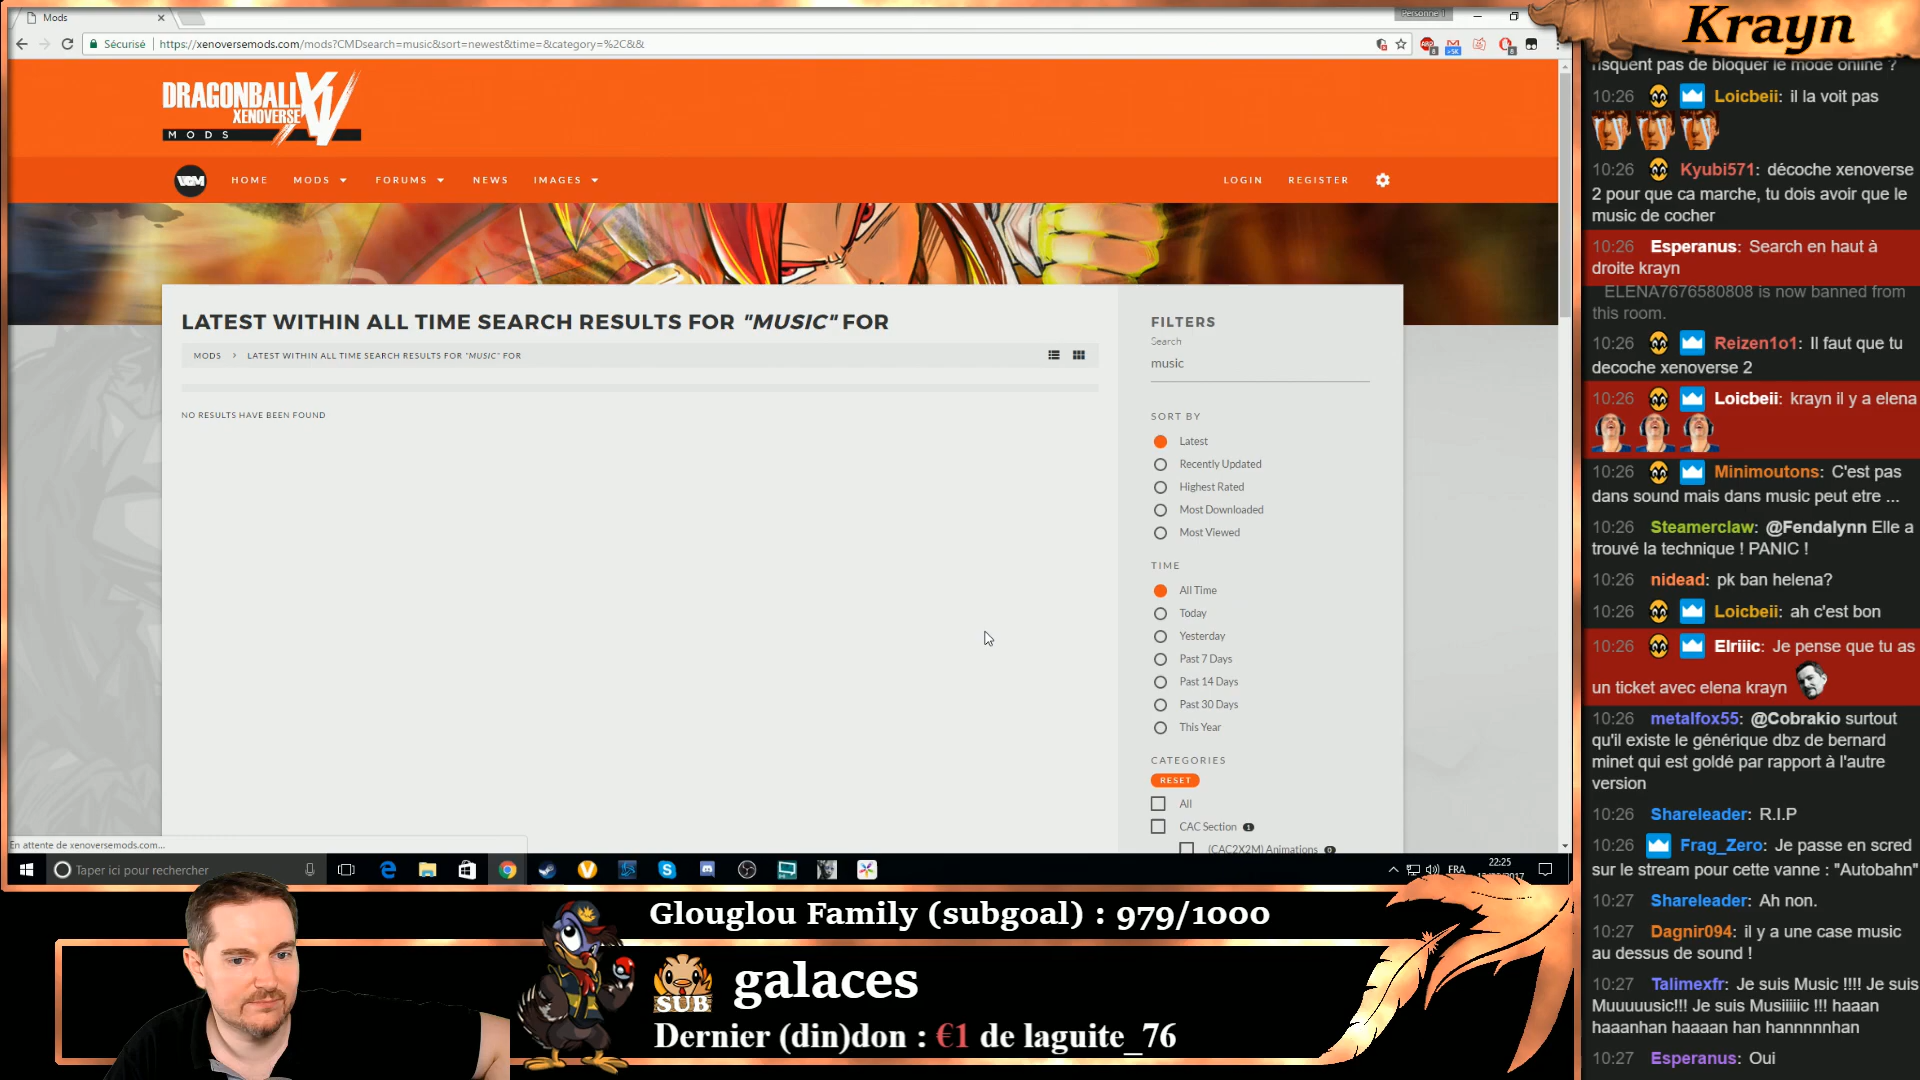 Mods
Personne 1
Sécurisé | https://xenoversemods.com/mods?CMDsearch=music&sort=newest&time=&category=%2C&&
DRAGONBALL
XENOVERSE
XV
MODS
HOME
MODS
FORUMS
NEWS
IMAGES
LOGIN
REGISTER
LATEST WITHIN ALL TIME SEARCH RESULTS FOR "MUSIC" FOR
MODS > LATEST WITHIN ALL TIME SEARCH RESULTS FOR "MUSIC" FOR
NO RESULTS HAVE BEEN FOUND
FILTERS
Search
music
SORT BY
Latest
Recently Updated
Highest Rated
Most Downloaded
Most Viewed
TIME
All Time
Today
Yesterday
Past 7 Days
Past 14 Days
Past 30 Days
This Year
CATEGORIES
RESET
All
CAC Section 1
(CAC2X2M) Animations 0
En attente de xenoversemods.com...
Taper ici pour rechercher
FRA
22:25
Glouglou Family (subgoal) : 979/1000
SUB
galaces
Dernier (din)don : €1 de laguite_76
Krayn
risquent pas de bloquer le mode online ?
10:26 Loicbeii: il la voit pas
10:26 Kyubi571: décoche xenoverse
2 pour que ca marche, tu dois avoir que le
music de cocher
10:26 Esperanus: Search en haut à
droite krayn
ELENA7676580808 is now banned from
this room.
10:26 Reizen1o1: Il faut que tu
decoche xenoverse 2
10:26 Loicbeii: krayn il y a elena
10:26 Minimoutons: C'est pas
dans sound mais dans music peut etre ...
10:26 Steamerclaw: @Fendalynn Elle a
trouvé la technique ! PANIC !
10:26 nidead: pk ban helena?
10:26 Loicbeii: ah c'est bon
10:26 Elriiic: Je pense que tu as
un ticket avec elena krayn
10:26 metalfox55: @Cobrakio surtout
qu'il existe le générique dbz de bernard
minet qui est goldé par rapport à l'autre
version
10:26 Shareleader: R.I.P
10:26 Frag_Zero: Je passe en scred
sur le stream pour cette vanne : "Autobahn"
10:27 Shareleader: Ah non.
10:27 Dagnir094: il y a une case music
au dessus de sound !
10:27 Talimexfr: Je suis Music !!!! Je suis
Muuuusic!!! Je suis Musiiiiic !!! haaan
haaanhan haaaan han hannnnnhan
10:27 Esperanus: Oui